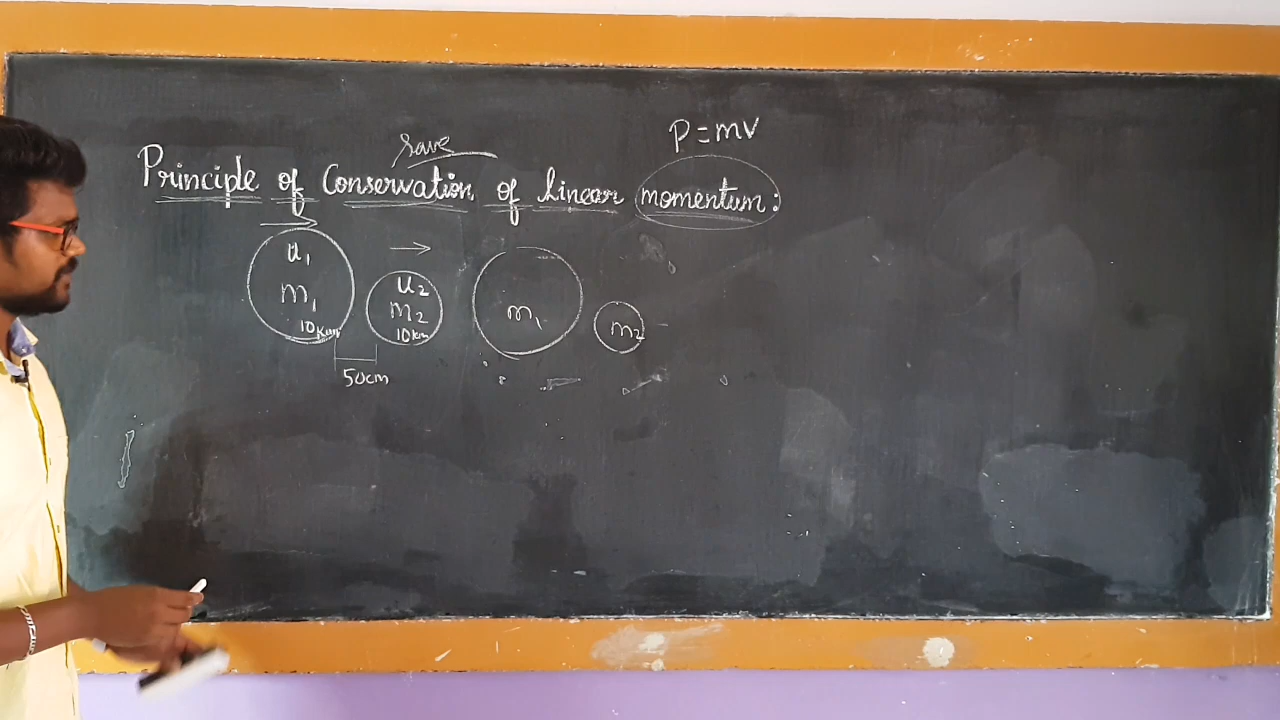 P=mv
save
Principle of Conservation of Linear momentum:
u₁
m₁
10km
u₂
m₂
10km
m₁
m₂
50cm